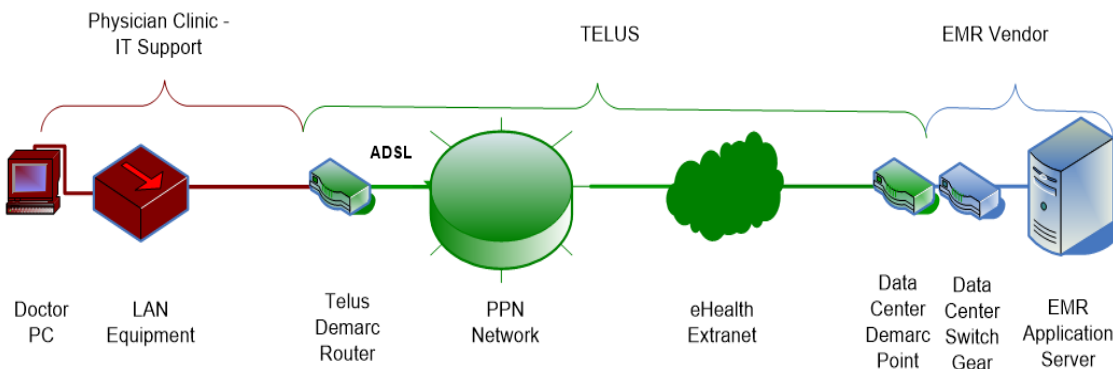 Physician Clinic -
IT Support
TELUS
EMR Vendor
ADSL
Doctor
PC
LAN
Equipment
Telus
Demarc
Router
PPN
Network
eHealth
Extranet
Data
Center
Demarc
Point
Data
Center
Switch
Gear
EMR
Application
Server